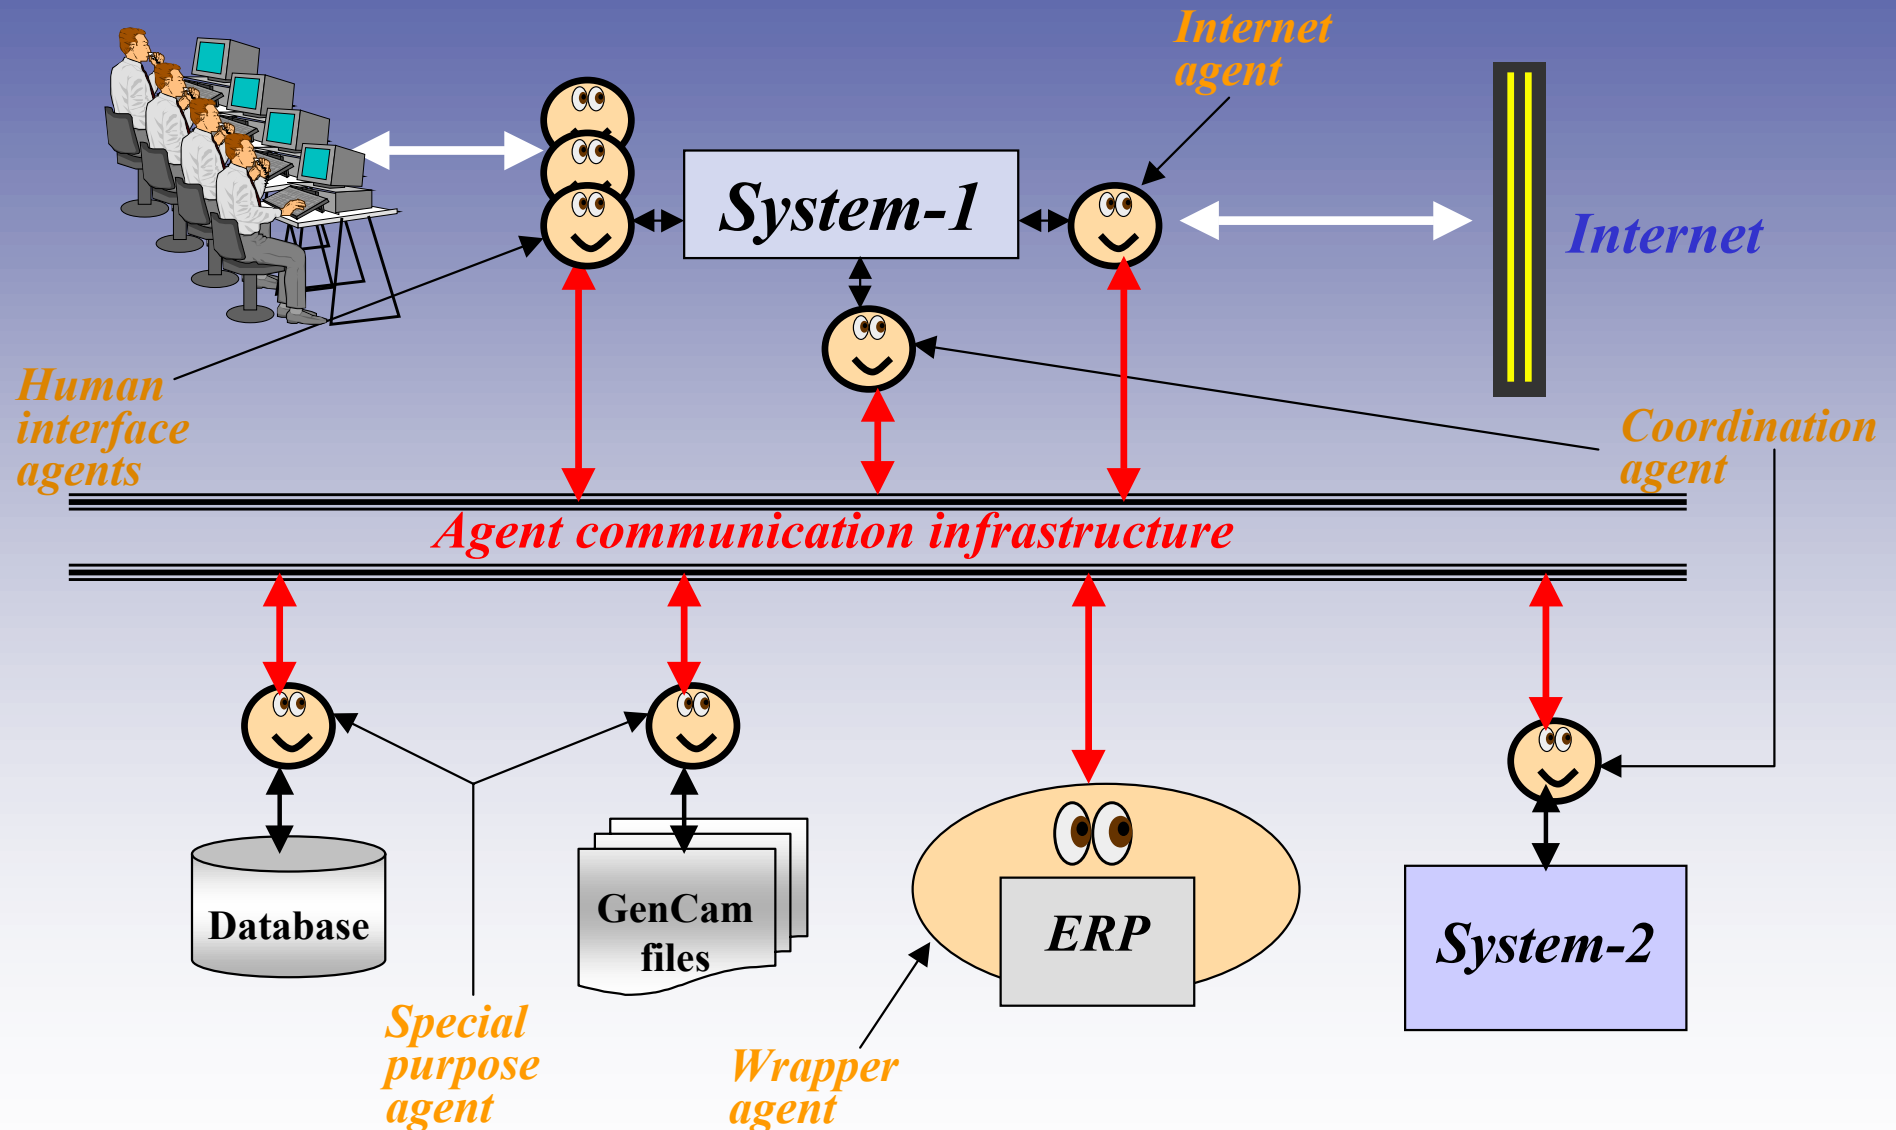 Internet
agent
System-1
Internet
Human
interface
agents
Coordination
agent
Agent communication infrastructure
Database
GenCam
files
ERP
System-2
Special
purpose
agent
Wrapper
agent